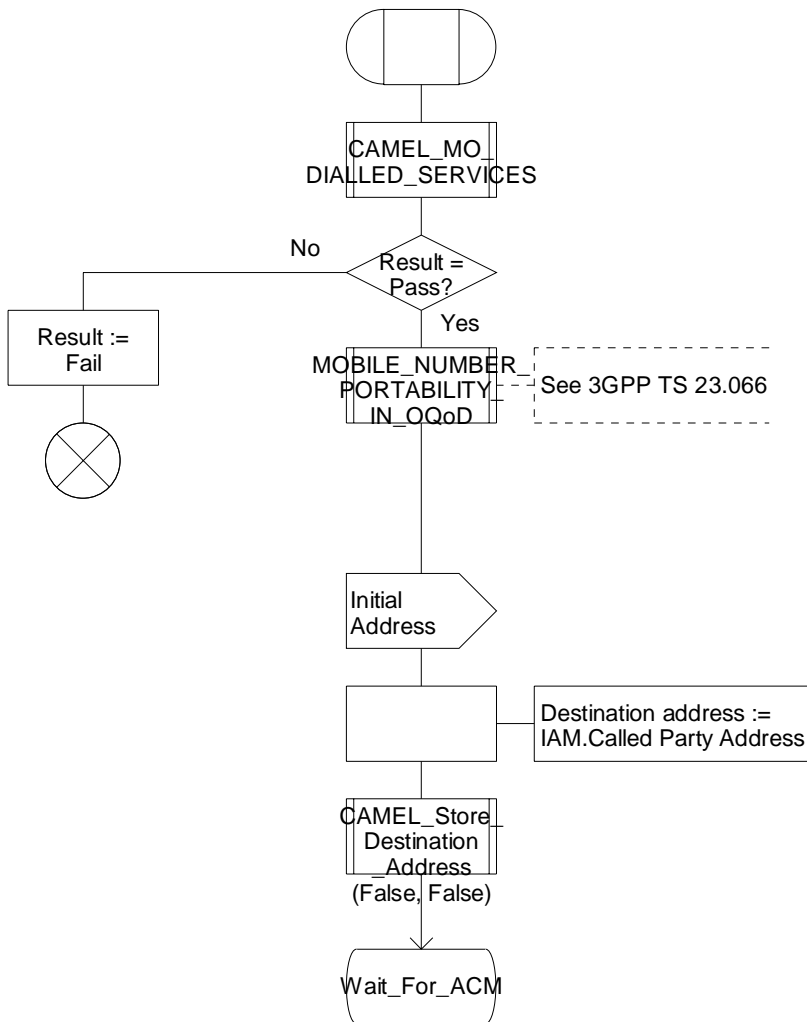 CAMEL_MO_
DIALLED_SERVICES
No
Result =
Pass?
Result :=
Fail
Yes
MOBILE_NUMBER_
PORTABILITY_
IN_OQoD
See 3GPP TS 23.066
Initial
Address
Destination address :=
IAM.Called Party Address
CAMEL_Store_
Destination
_Address
(False, False)
Wait_For_ACM